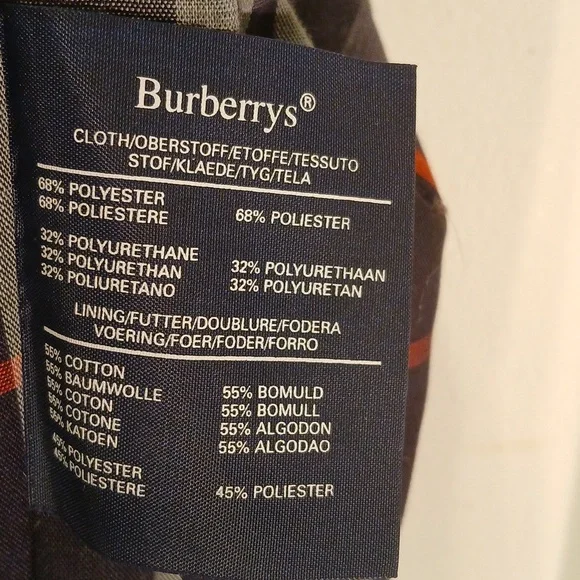 Burberrys®
CLOTH/OBERSTOFF/ETOFFE/TESSUTO
STOF/KLAEDE/TYG/TELA
68% POLYESTER
68% POLIESTERE
68% POLIESTER
32% POLYURETHANE
32% POLYURETHAN
32% POLIURETANO
32% POLYURETHAAN
32% POLYURETAN
LINING/FUTTER/DOUBLURE/FODERA
VOERING/FOER/FODER/FORRO
55% COTTON
55% BAUMWOLLE
55% COTON
55% COTONE
55% KATOEN
55% BOMULD
55% BOMULL
55% ALGODON
55% ALGODAO
45% POLYESTER
45% POLIESTERE
45% POLIESTER